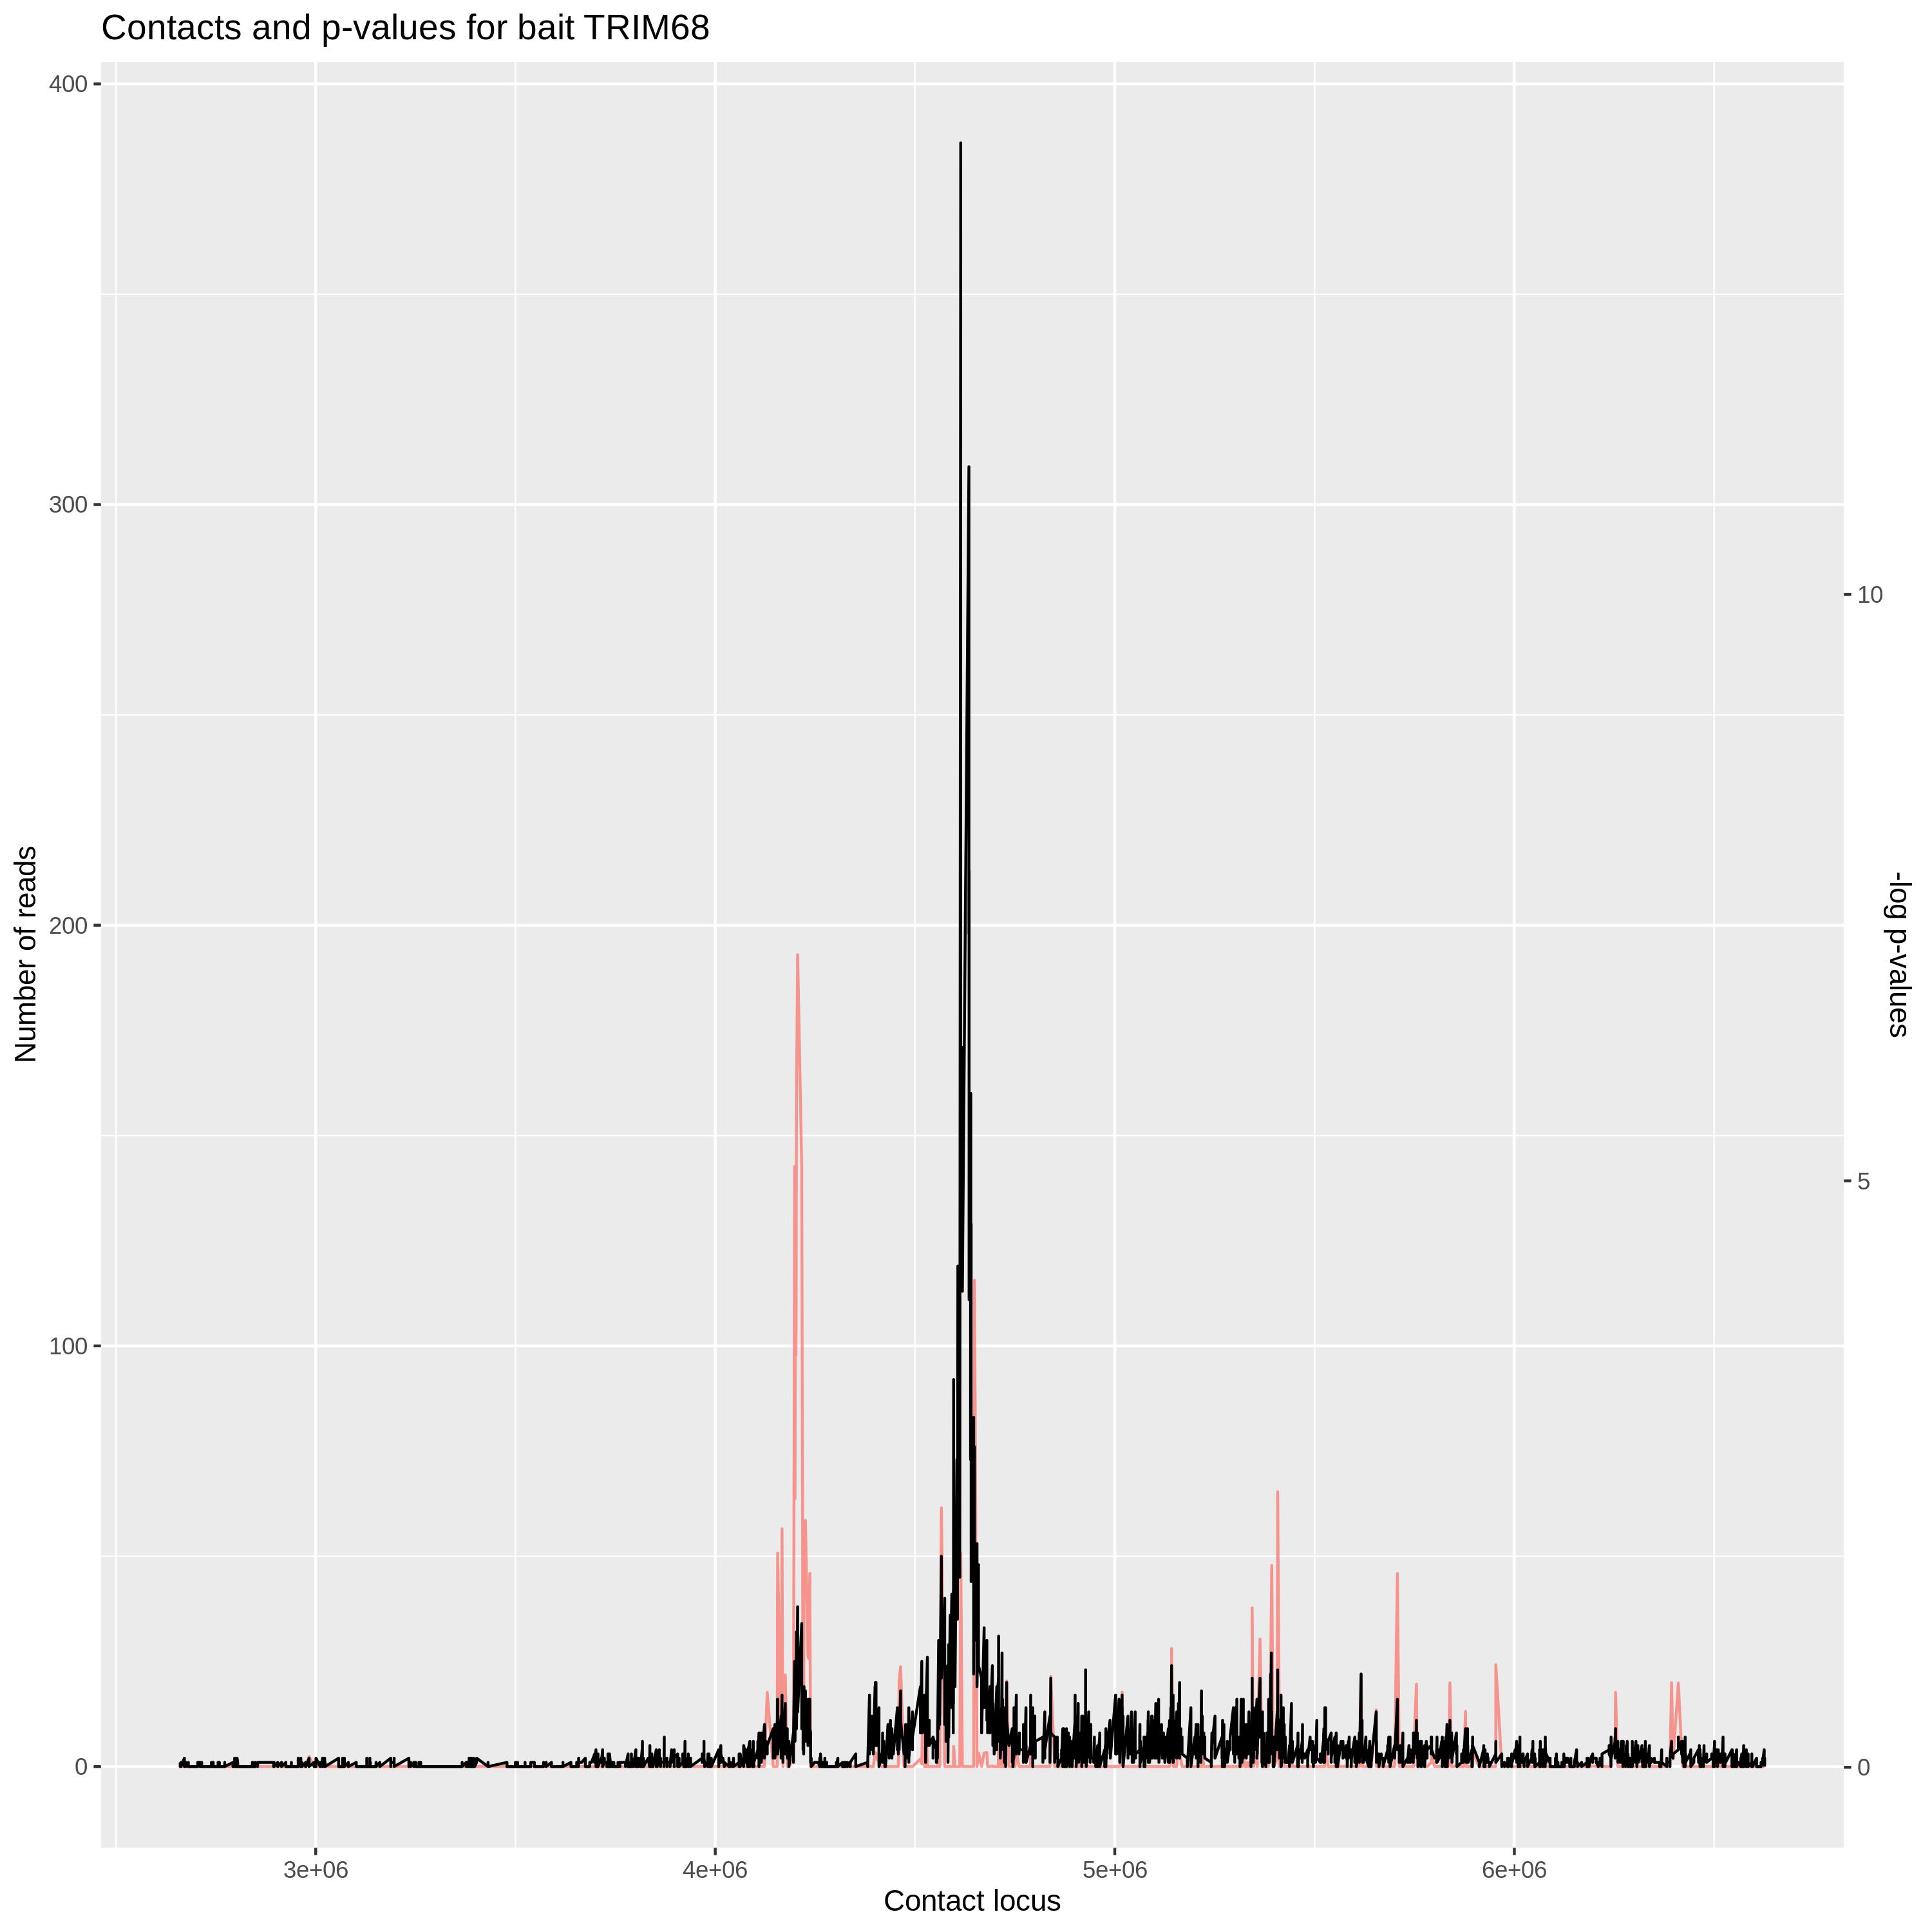 Contacts and p-values for bait TRIM68
400
300
200
100
0
Number of reads
10
5
0
-log p-values
3e+06 4e+06 5e+06 6e+06
Contact locus